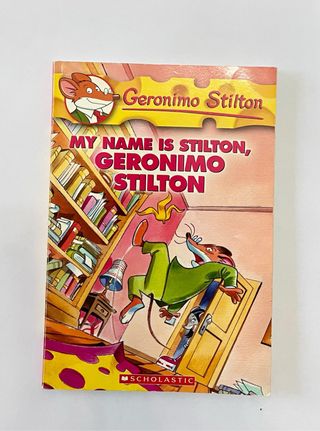 Geronimo Stilton
MY NAME IS STILTON,
GERONIMO
STILTON
SCHOLASTIC